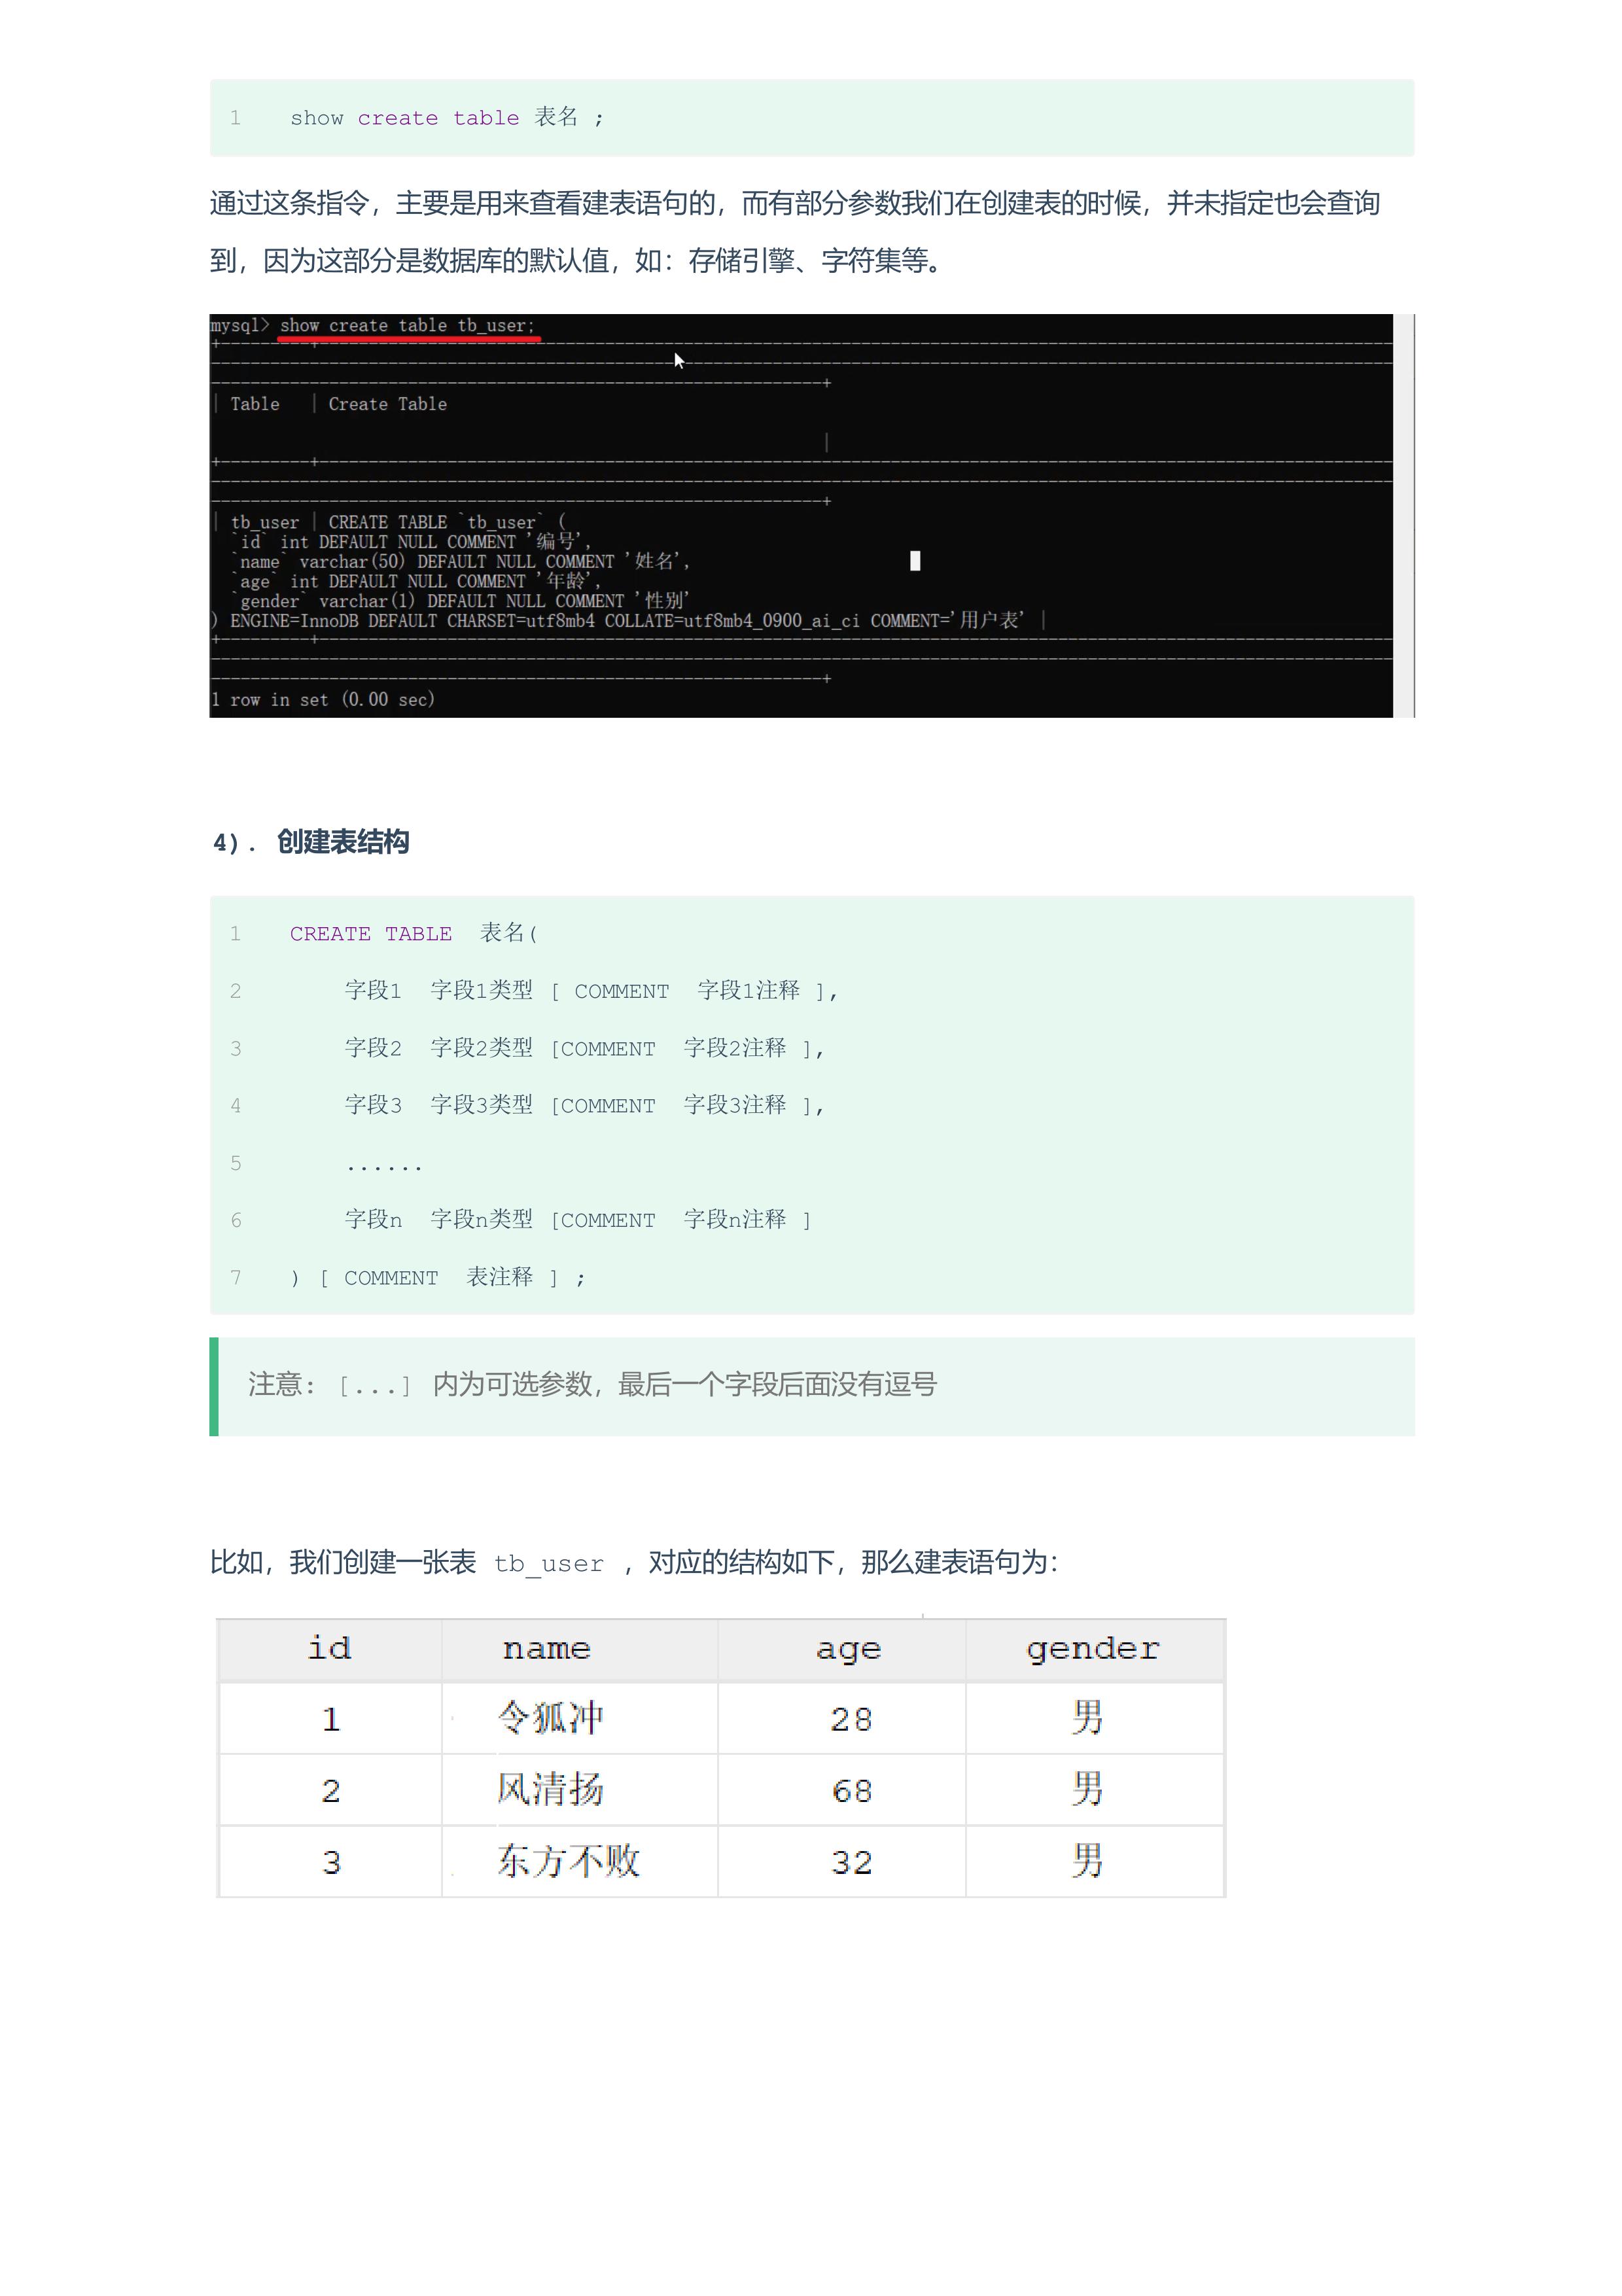 1 show create table 表名 ;
通过这条指令，主要是用来查看建表语句的，而有部分参数我们在创建表的时候，并未指定也会查询
到，因为这部分是数据库的默认值，如：存储引擎、字符集等。
mysql> show create table tb_user;
| Table | Create Table
|
| tb_user | CREATE TABLE `tb_user` (
`id` int DEFAULT NULL COMMENT '编号',
`name` varchar(50) DEFAULT NULL COMMENT '姓名',
`age` int DEFAULT NULL COMMENT '年龄',
`gender` varchar(1) DEFAULT NULL COMMENT '性别'
) ENGINE=InnoDB DEFAULT CHARSET=utf8mb4 COLLATE=utf8mb4_0900_ai_ci COMMENT='用户表' |
1 row in set (0.00 sec)
4). 创建表结构
1 CREATE TABLE 表名(
2 字段1 字段1类型 [ COMMENT 字段1注释 ],
3 字段2 字段2类型 [COMMENT 字段2注释 ],
4 字段3 字段3类型 [COMMENT 字段3注释 ],
5 ......
6 字段n 字段n类型 [COMMENT 字段n注释 ]
7 ) [ COMMENT 表注释 ] ;
注意: [...] 内为可选参数，最后一个字段后面没有逗号
比如，我们创建一张表 tb_user ，对应的结构如下，那么建表语句为：
id name age gender
1 令狐冲 28 男
2 风清扬 68 男
3 东方不败 32 男